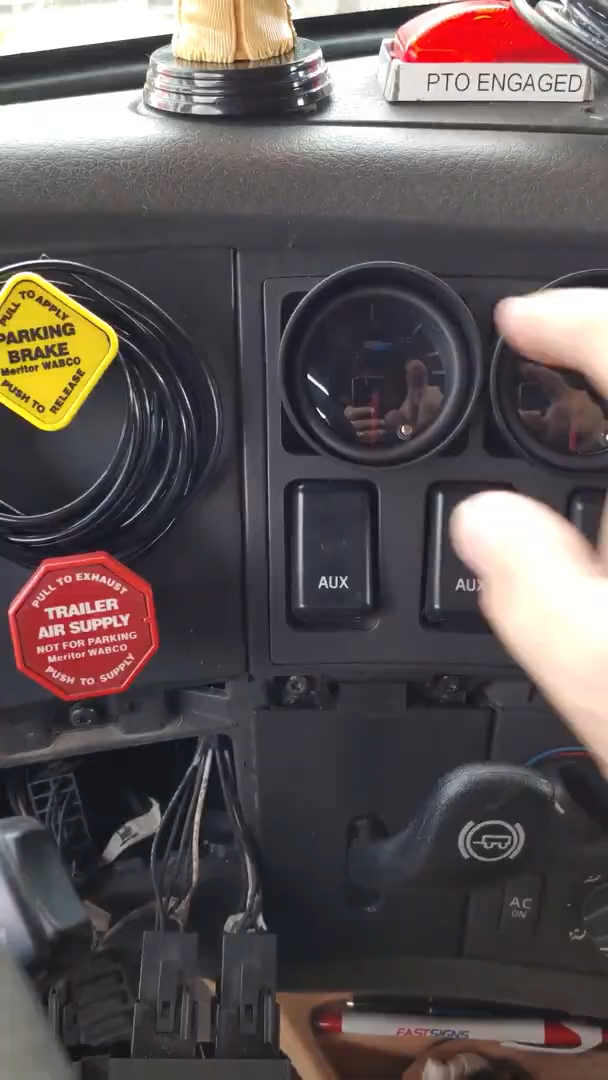 PTO ENGAGED
PULL TO APPLY
PARKING
BRAKE
Meritor WABCO
PUSH TO RELEASE
PULL TO EXHAUST
TRAILER
AIR SUPPLY
NOT FOR PARKING
Meritor WABCO
PUSH TO SUPPLY
AUX
AUX
AC
ON
FASTSIGNS